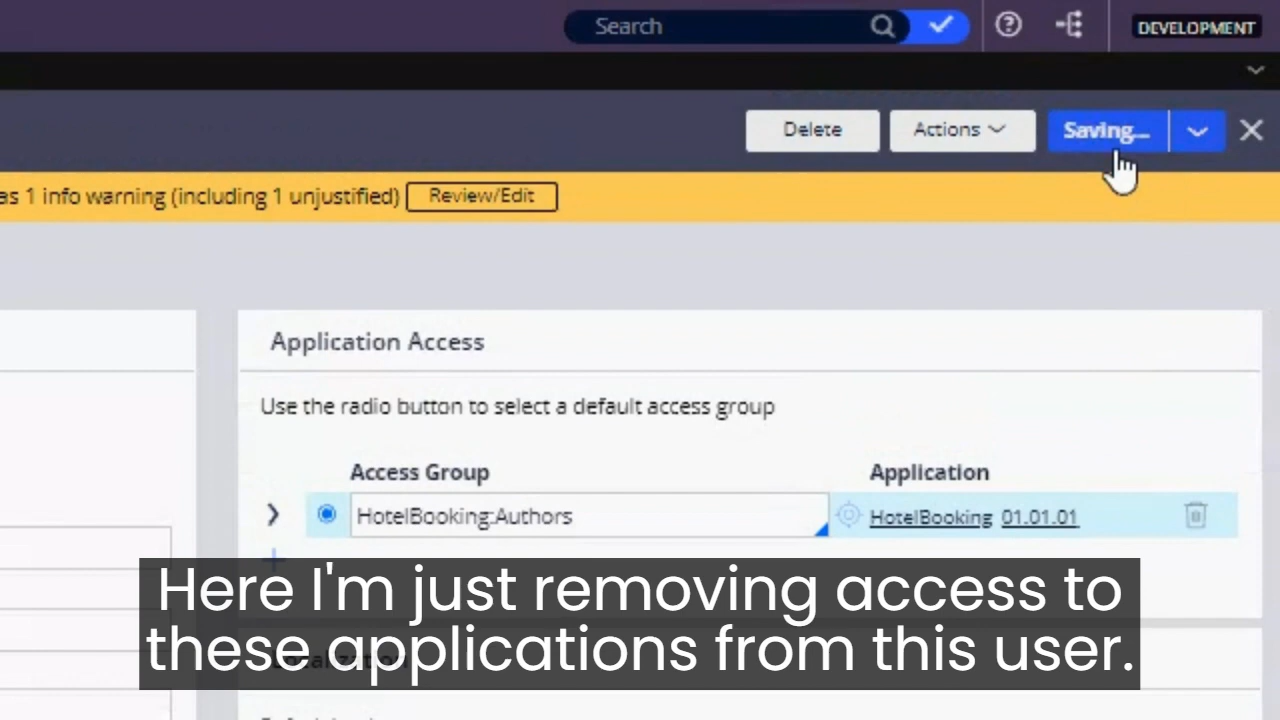 Search
DEVELOPMENT
Delete
Actions
Saving...
as 1 info warning (including 1 unjustified) Review/Edit
Application Access
Use the radio button to select a default access group
Access Group Application
HotelBooking:Authors HotelBooking 01.01.01
Here I'm just removing access to
these applications from this user.